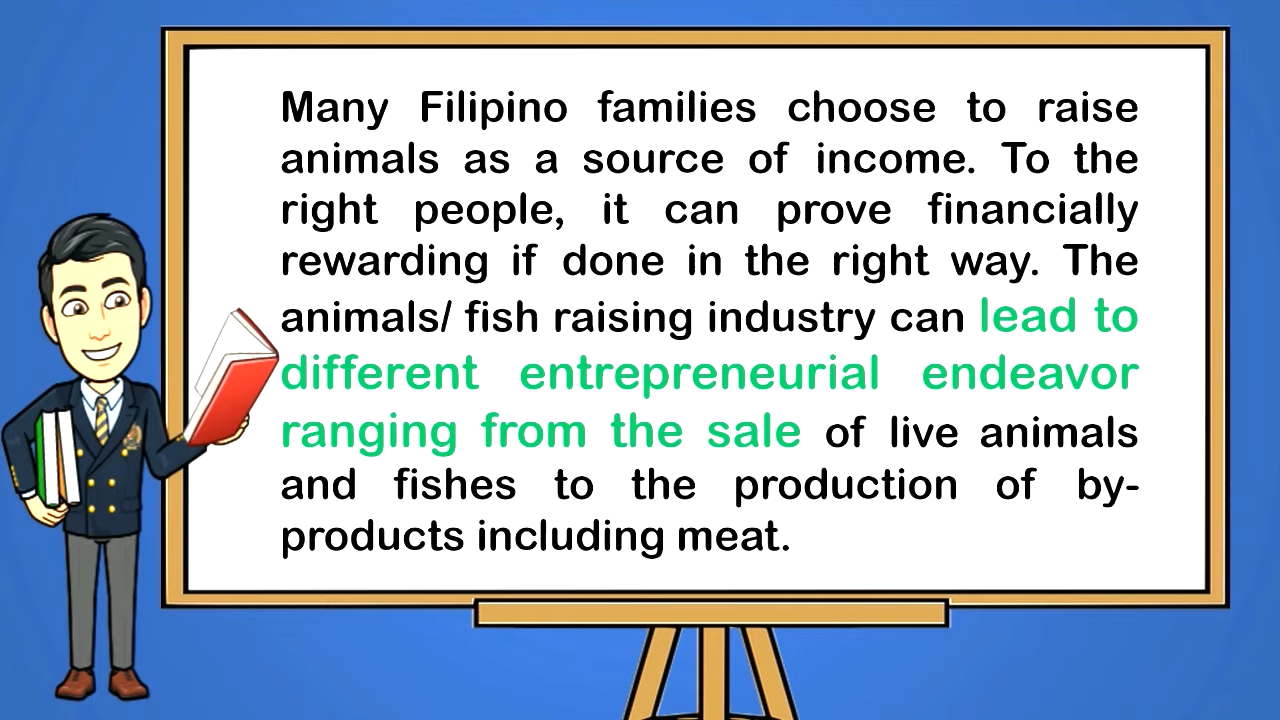 Many Filipino families choose to raise
animals as a source of income. To the
right people, it can prove financially
rewarding if done in the right way. The
animals/ fish raising industry can lead to
different entrepreneurial endeavor
ranging from the sale of live animals
and fishes to the production of by-
products including meat.